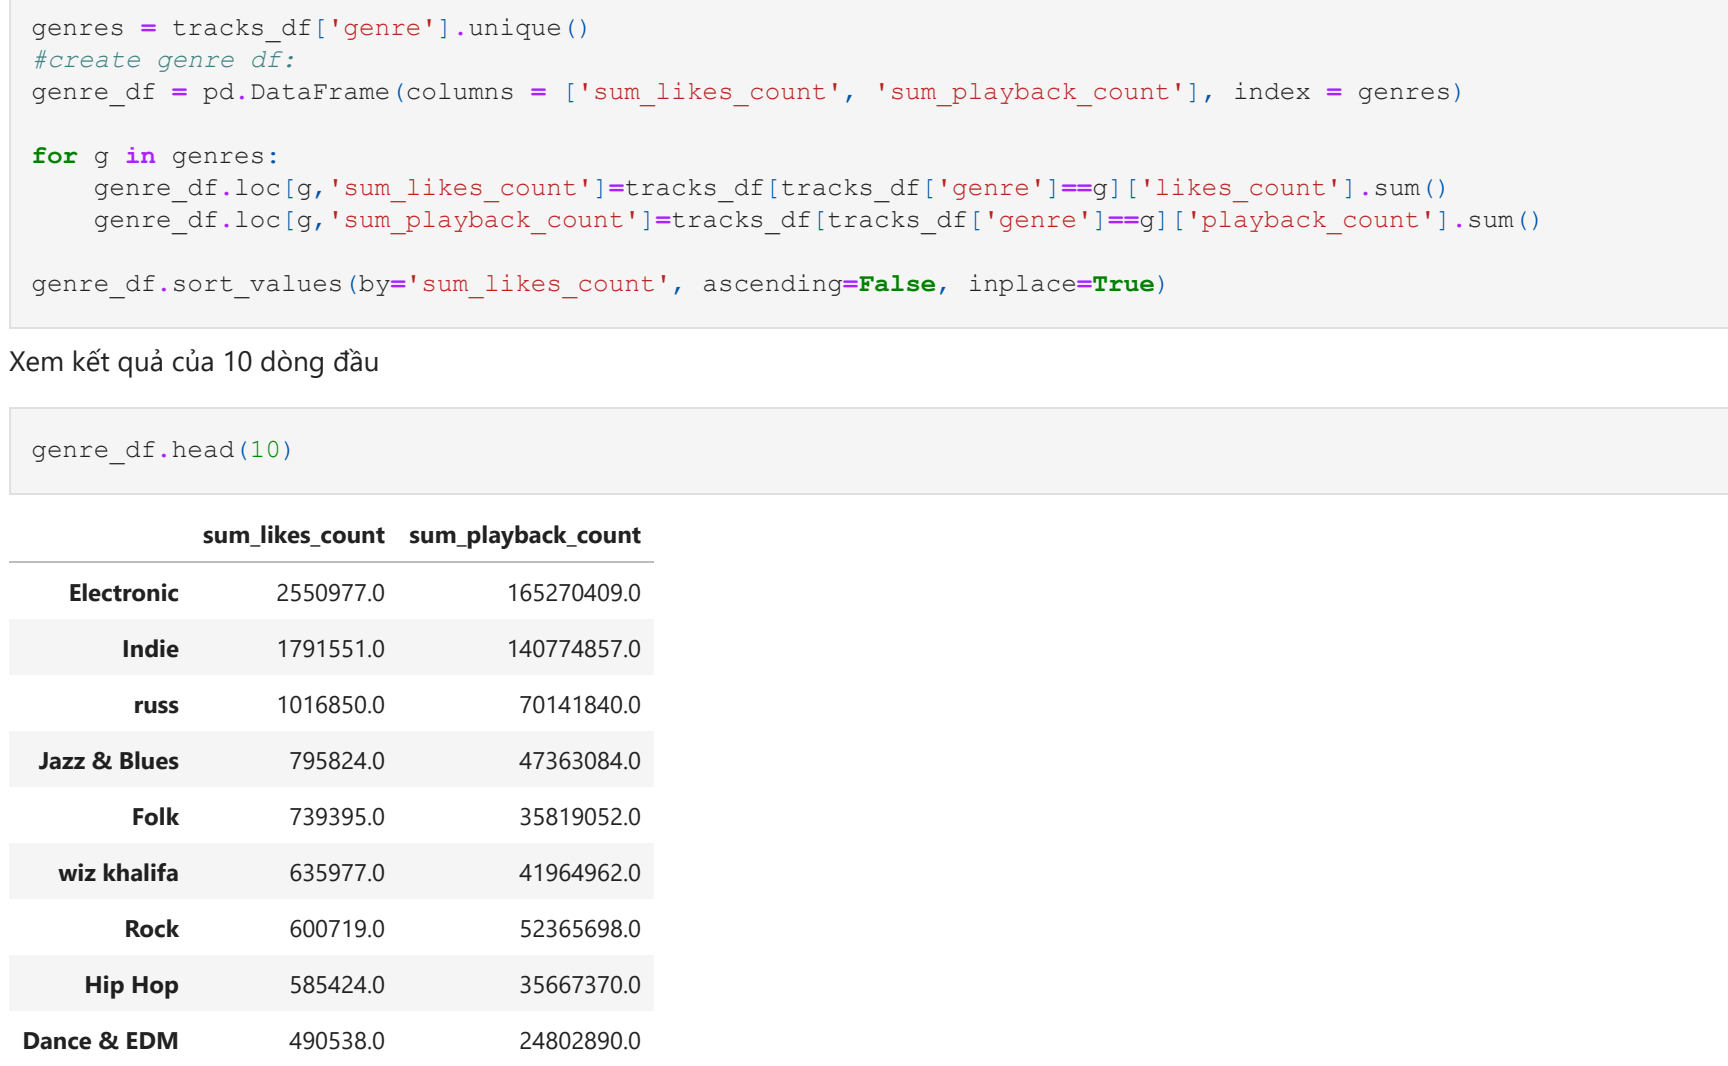 genres = tracks_df['genre'].unique()
#create genre df:
genre_df = pd.DataFrame(columns = ['sum_likes_count', 'sum_playback_count'], index = genres)
for g in genres:
    genre_df.loc[g,'sum_likes_count']=tracks_df[tracks_df['genre']==g]['likes_count'].sum()
    genre_df.loc[g,'sum_playback_count']=tracks_df[tracks_df['genre']==g]['playback_count'].sum()
genre_df.sort_values(by='sum_likes_count', ascending=False, inplace=True)
Xem kết quả của 10 dòng đầu
genre_df.head(10)
sum_likes_count sum_playback_count
Electronic 2550977.0 165270409.0
Indie 1791551.0 140774857.0
russ 1016850.0 70141840.0
Jazz & Blues 795824.0 47363084.0
Folk 739395.0 35819052.0
wiz khalifa 635977.0 41964962.0
Rock 600719.0 52365698.0
Hip Hop 585424.0 35667370.0
Dance & EDM 490538.0 24802890.0